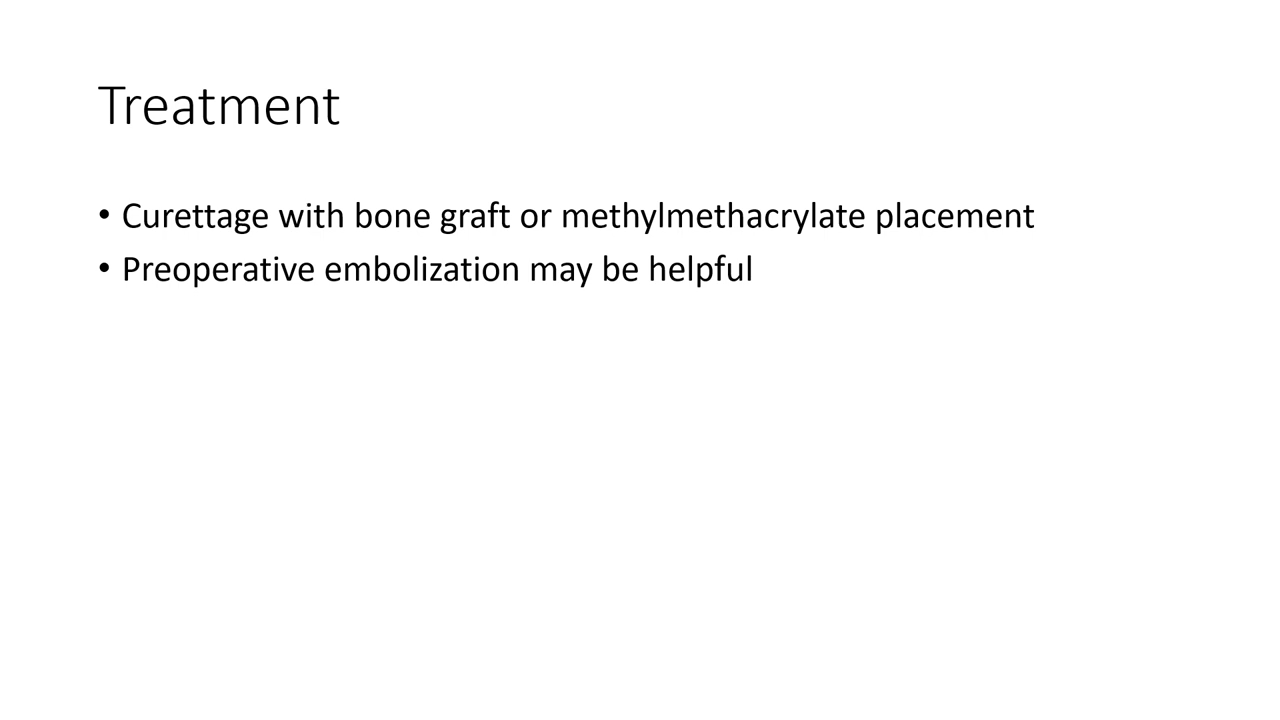 Treatment
• Curettage with bone graft or methylmethacrylate placement
• Preoperative embolization may be helpful